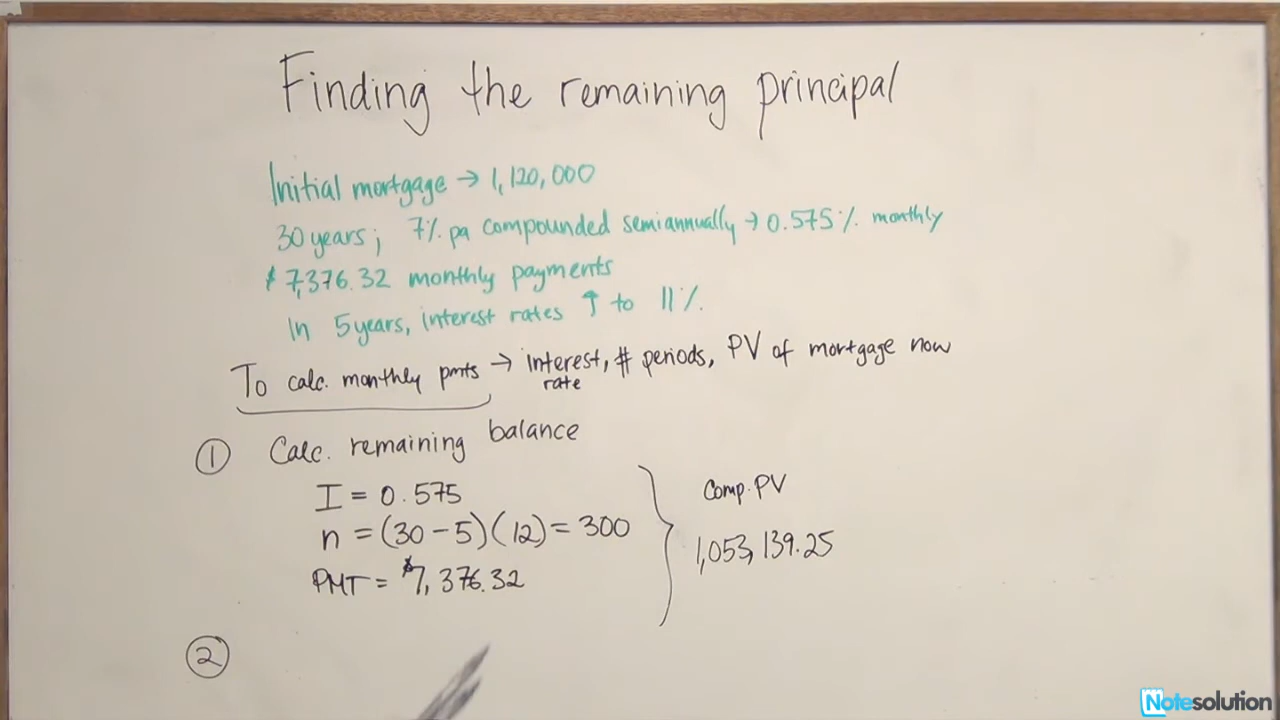 Finding the remaining principal
Initial mortgage → 1,120,000
30 years; 7% pa compounded semiannually → 0.575% monthly
$7,376.32 monthly payments
In 5 years, interest rates ↑ to 11%.
To calc. monthly pmts → interest rate, # periods, PV of mortgage now
① Calc. remaining balance
I = 0.575
n = (30-5)(12) = 300
PMT = $7,376.32
Comp. PV
1,053,139.25
②
Notesolution